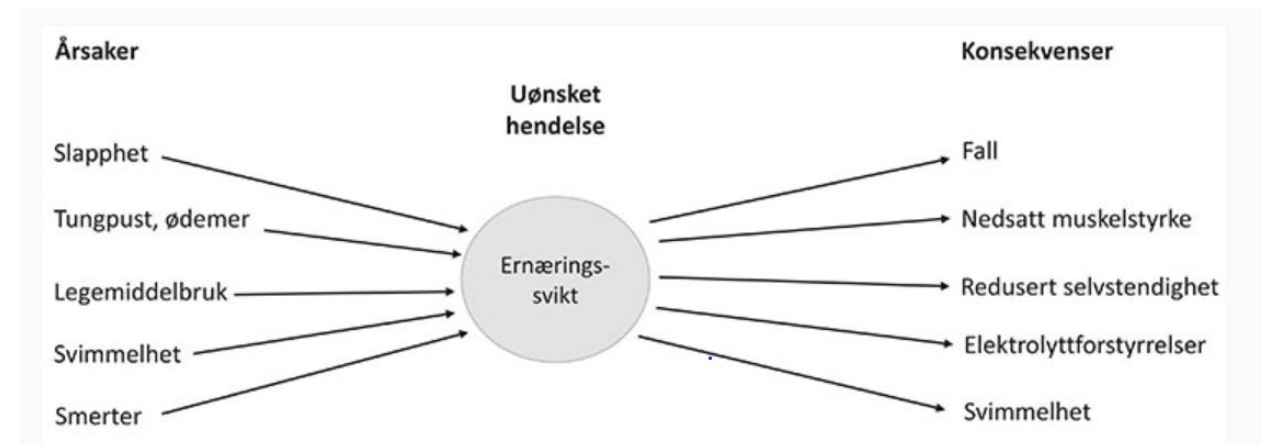 Årsaker
Slapphet
Tungpust, ødemer
Legemiddelbruk
Svimmelhet
Smerter
Uønsket
hendelse
Ernærings-
svikt
Konsekvenser
Fall
Nedsatt muskelstyrke
Redusert selvstendighet
Elektrolyttforstyrrelser
Svimmelhet